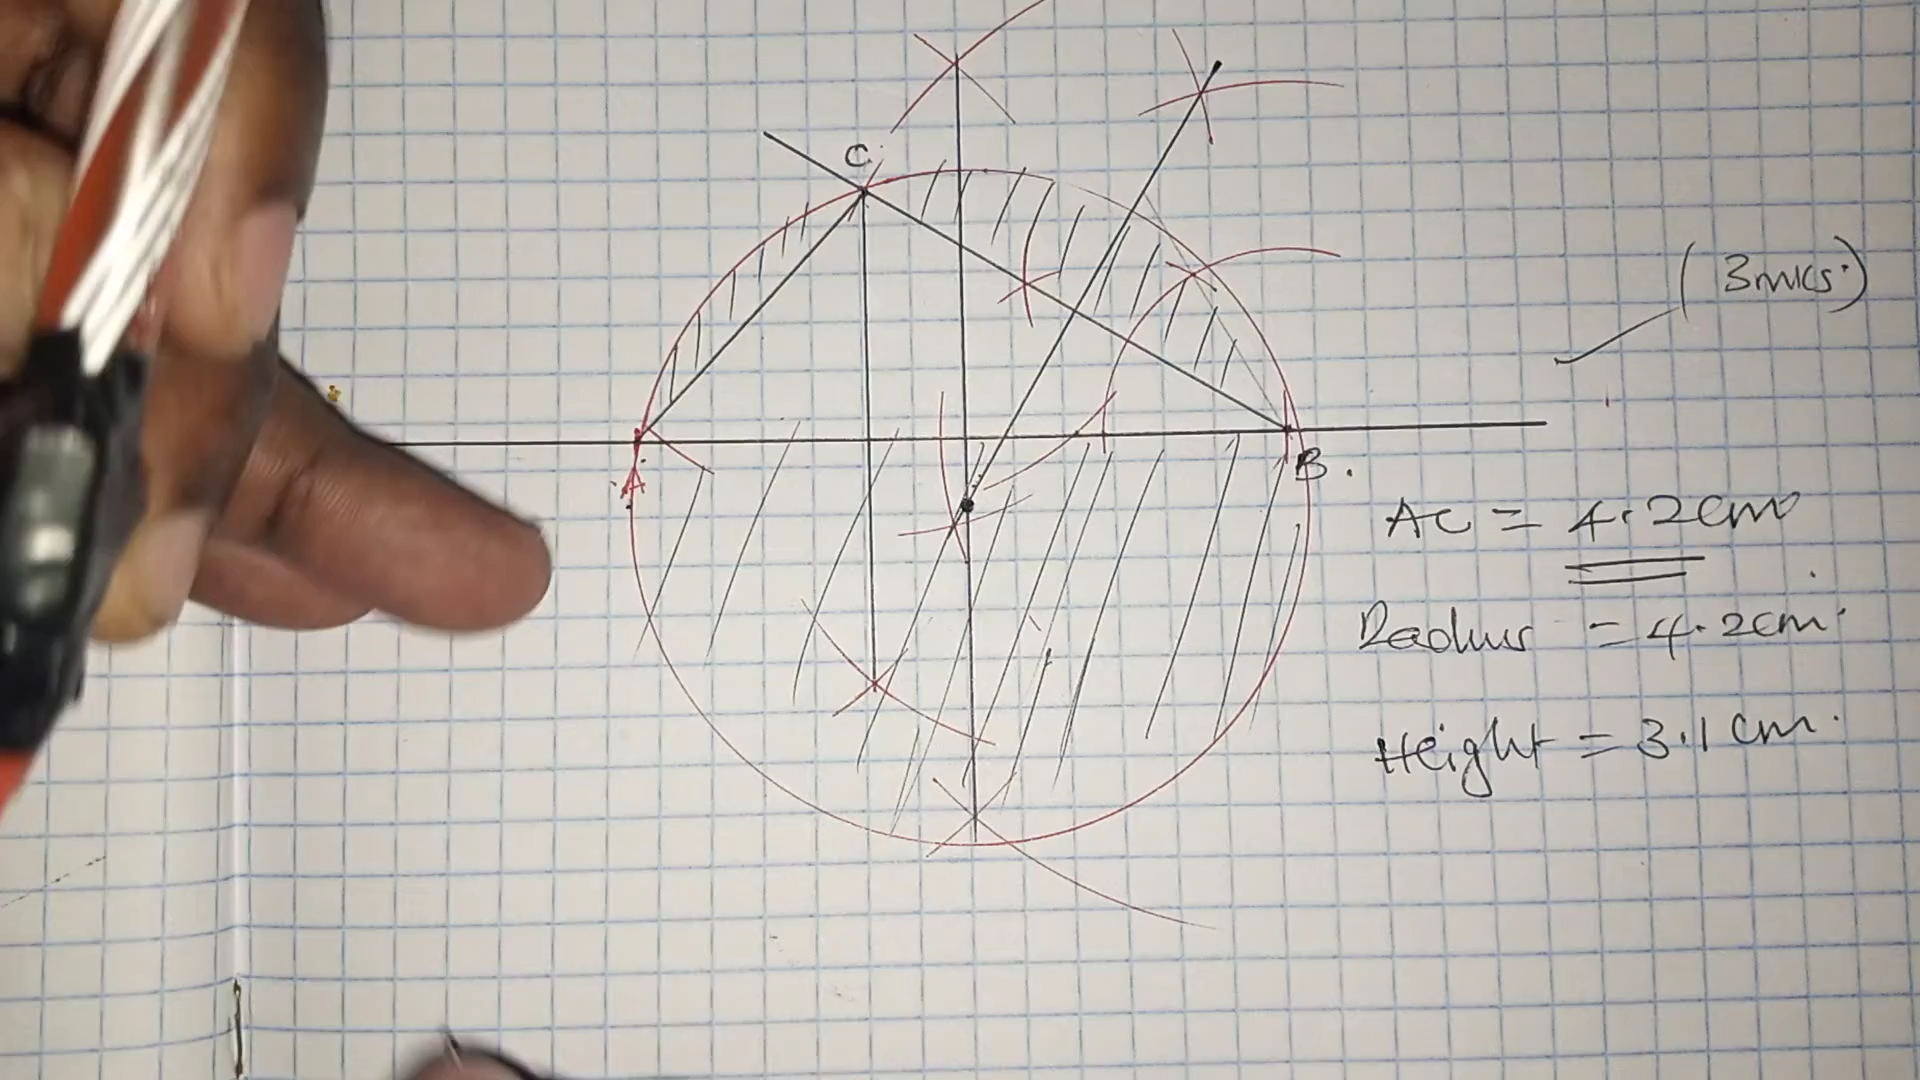 C
(3mks.)
A
B.
AC = 4.2cm
Radius = 4.2cm.
Height = 3.1 cm.